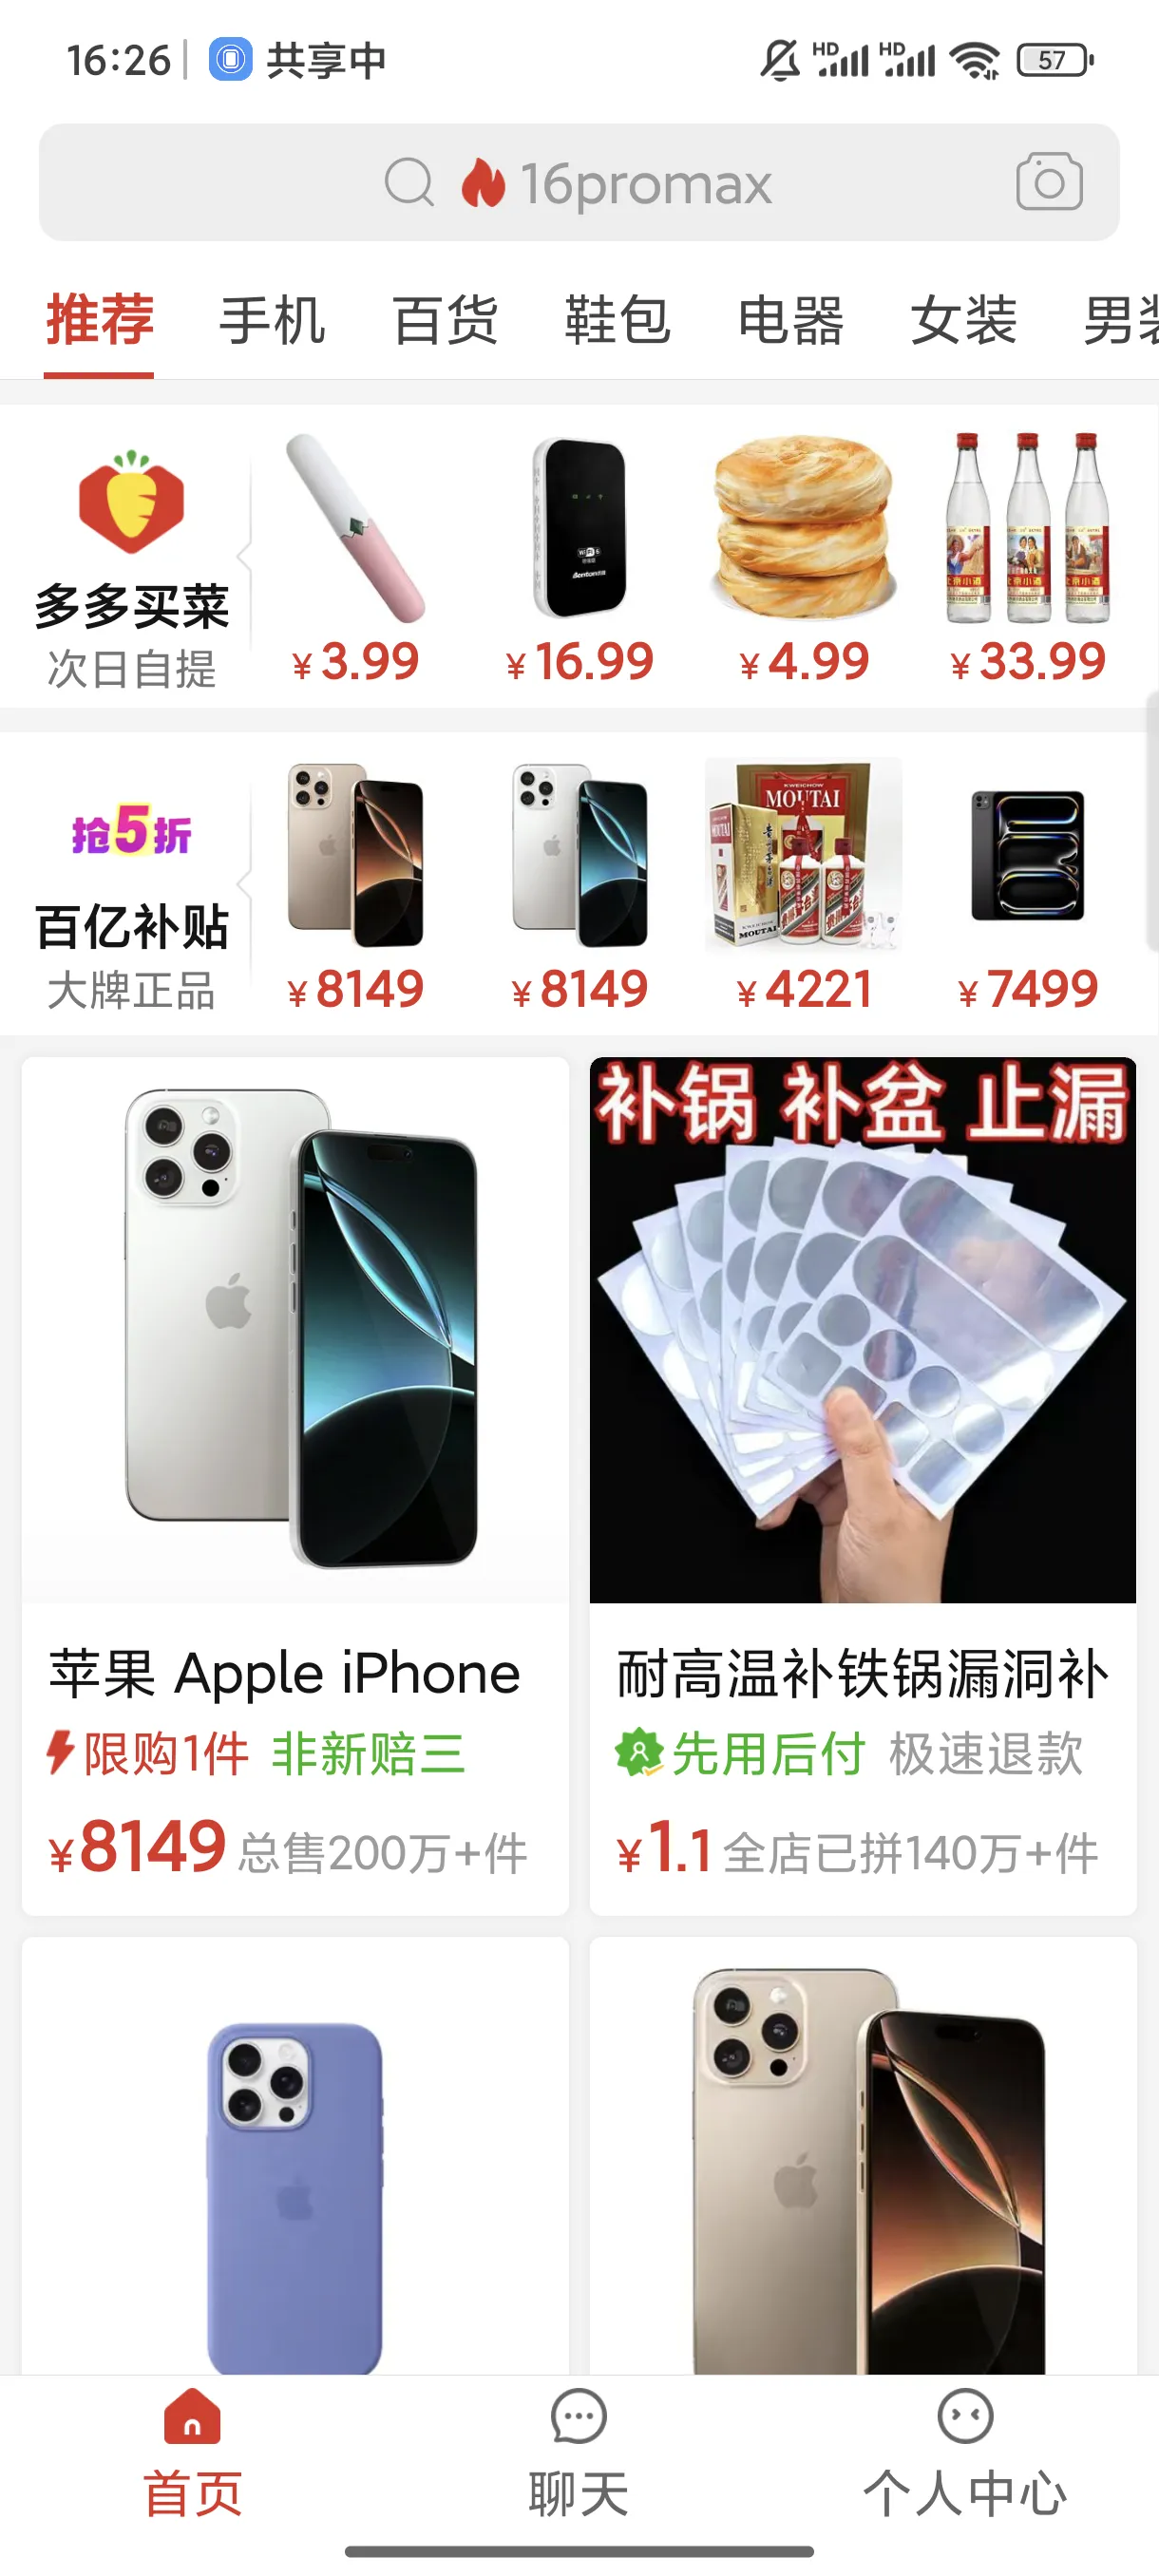 16:26
共享中
HD HD 57
16promax
推荐 手机 百货 鞋包 电器 女装 男装
多多买菜
次日自提
¥3.99 ¥16.99 ¥4.99 ¥33.99
抢5折
百亿补贴
大牌正品
MOUTAI
¥8149 ¥8149 ¥4221 ¥7499
补锅 补盆 止漏
苹果 Apple iPhone
限购1件 非新赔三
¥8149 总售200万+件
耐高温补铁锅漏洞补
先用后付 极速退款
¥1.1 全店已拼140万+件
首页 聊天 个人中心